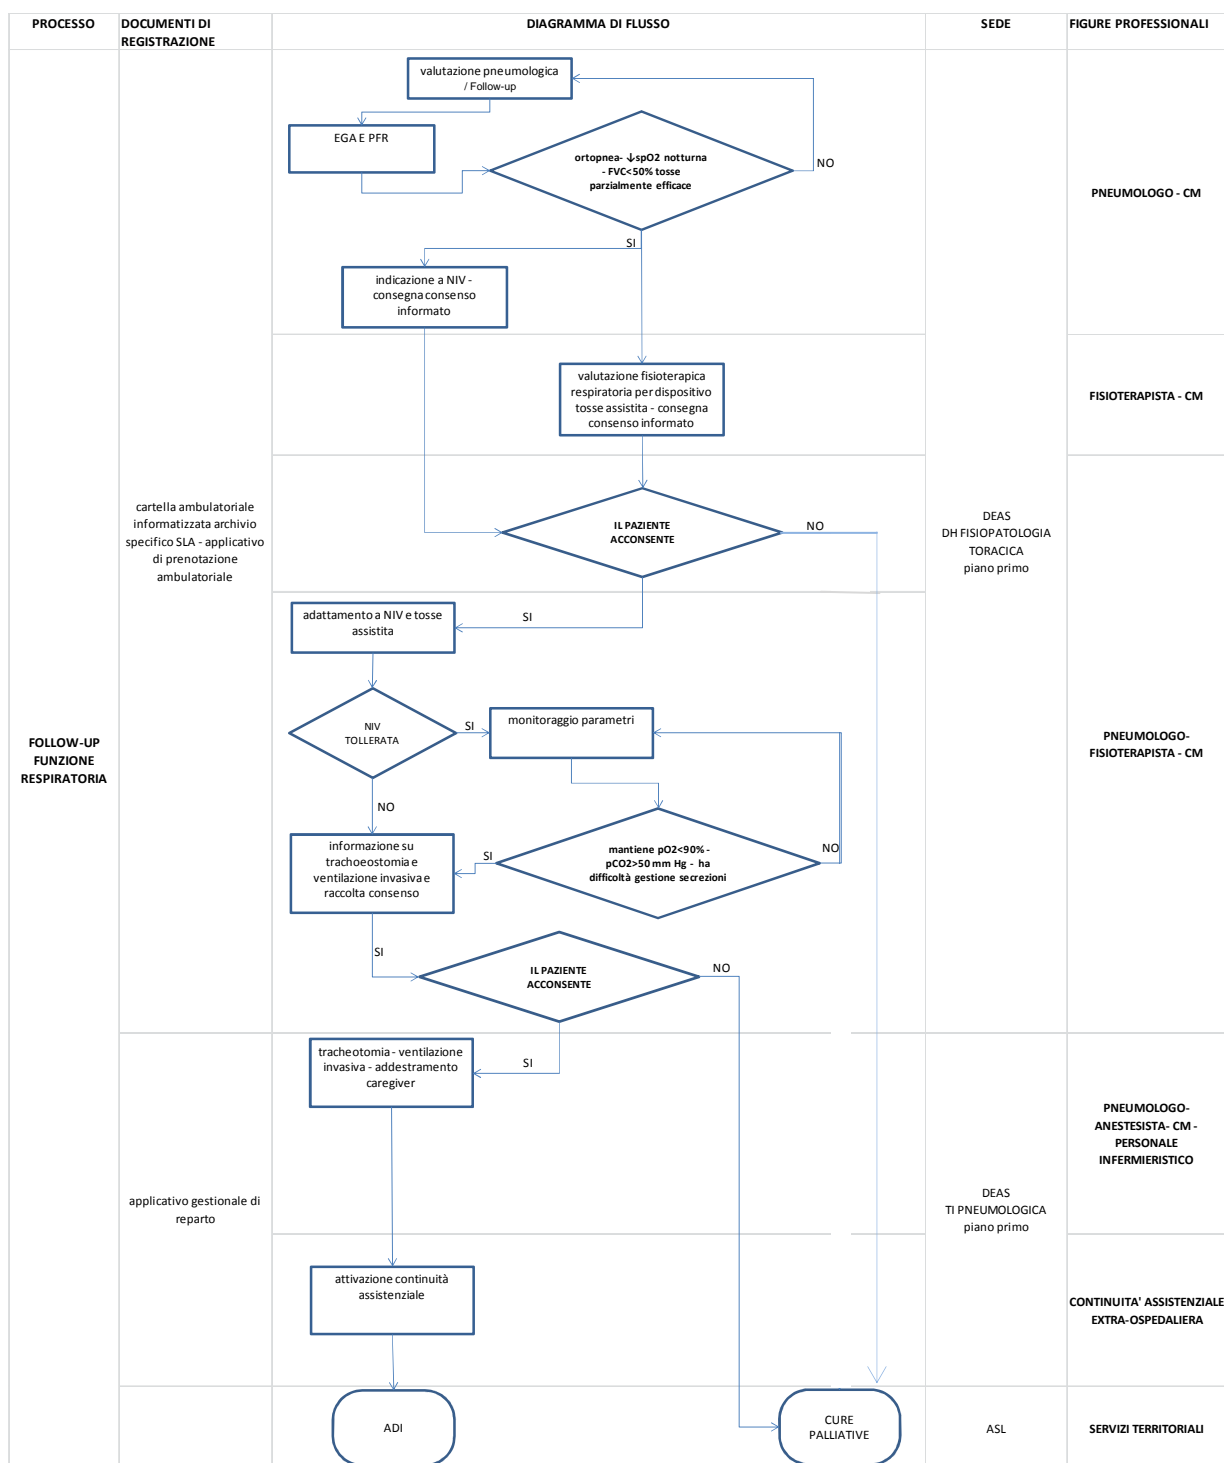 PROCESSO
DOCUMENTI DI
REGISTRAZIONE
DIAGRAMMA DI FLUSSO
SEDE
FIGURE PROFESSIONALI
valutazione pneumologica
/ Follow-up
EGA E PFR
ortopnea- ↓spO2 notturna
- FVC<50% tosse
parzialmente efficace
NO
PNEUMOLOGO - CM
SI
indicazione a NIV -
consegna consenso
informato
valutazione fisioterapica
respiratoria per dispositivo
tosse assistita - consegna
consenso informato
FISIOTERAPISTA - CM
cartella ambulatoriale
informatizzata archivio
specifico SLA - applicativo
di prenotazione
ambulatoriale
IL PAZIENTE
ACCONSENTE
NO
DEAS
DH FISIOPATOLOGIA
TORACICA
piano primo
adattamento a NIV e tosse
assistita
SI
NIV
TOLLERATA
SI
monitoraggio parametri
FOLLOW-UP
FUNZIONE
RESPIRATORIA
PNEUMOLOGO-
FISIOTERAPISTA - CM
NO
informazione su
trachoeostomia e
ventilazione invasiva e
raccolta consenso
SI
mantiene pO2<90% -
pCO2>50 mm Hg - ha
difficoltà gestione secrezioni
NO
SI
IL PAZIENTE
ACCONSENTE
NO
tracheotomia - ventilazione
invasiva - addestramento
caregiver
SI
PNEUMOLOGO-
ANESTESISTA- CM -
PERSONALE
INFERMIERISTICO
applicativo gestionale di
reparto
DEAS
TI PNEUMOLOGICA
piano primo
attivazione continuità
assistenziale
CONTINUITA' ASSISTENZIALE
EXTRA-OSPEDALIERA
ADI
CURE
PALLIATIVE
ASL
SERVIZI TERRITORIALI